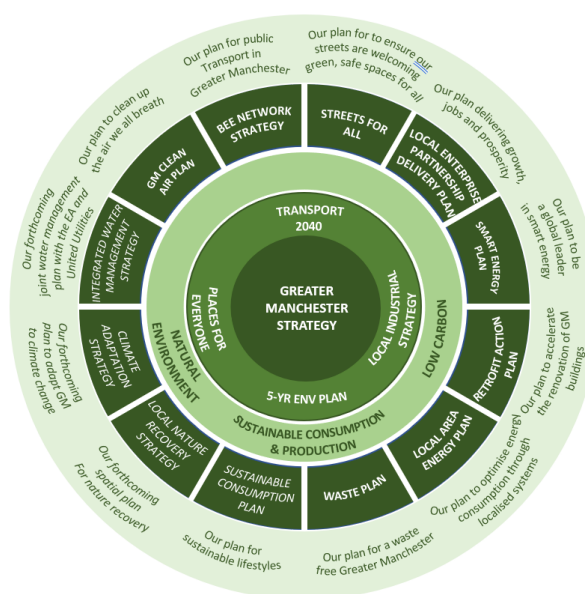 Our plan for public
Transport in
Greater Manchester
Our plan for to ensure our
streets are welcoming
green, safe spaces for all
Our plan delivering growth,
jobs and prosperity
Our plan to be
a global leader
in smart energy
Our plan to accelerate
the renovation of GM
buildings
Our plan to optimise energy
consumption through
localised systems
Our plan for a waste
free Greater Manchester
Our plan for
sustainable lifestyles
Our forthcoming
spatial plan
For nature recovery
Our forthcoming
plan to adapt GM
to climate change
Our forthcoming
joint water management
plan with the EA and
United Utilities
Our plan to clean up
the air we all breath
BEE NETWORK
STRATEGY
STREETS FOR
ALL
LOCAL ENTERPRISE
PARTNERSHIP
DELIVERY PLAN
SMART ENERGY
PLAN
RETROFIT ACTION
PLAN
LOCAL AREA
ENERGY PLAN
WASTE PLAN
SUSTAINABLE
CONSUMPTION
PLAN
LOCAL NATURE
RECOVERY
STRATEGY
CLIMATE
ADAPTATION
STRATEGY
INTEGRATED WATER
MANAGEMENT
STRATEGY
GM CLEAN
AIR PLAN
NATURAL
ENVIRONMENT
LOW CARBON
SUSTAINABLE CONSUMPTION
& PRODUCTION
TRANSPORT
2040
LOCAL INDUSTRIAL
STRATEGY
5-YR ENV PLAN
PLACES FOR
EVERYONE
GREATER
MANCHESTER
STRATEGY